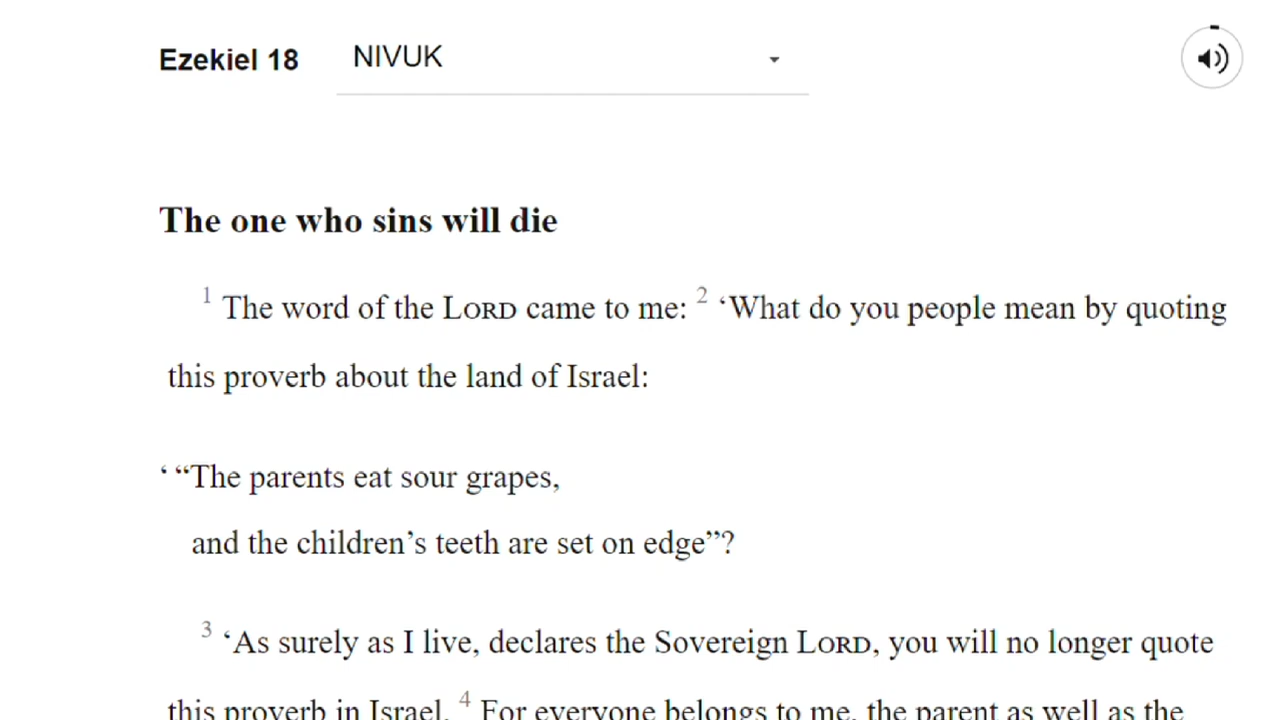 Ezekiel 18 NIVUK
The one who sins will die
1 The word of the LORD came to me: 2 ‘What do you people mean by quoting
this proverb about the land of Israel:
‘ “The parents eat sour grapes,
and the children’s teeth are set on edge”?
3 ‘As surely as I live, declares the Sovereign LORD, you will no longer quote
this proverb in Israel. 4 For everyone belongs to me, the parent as well as the